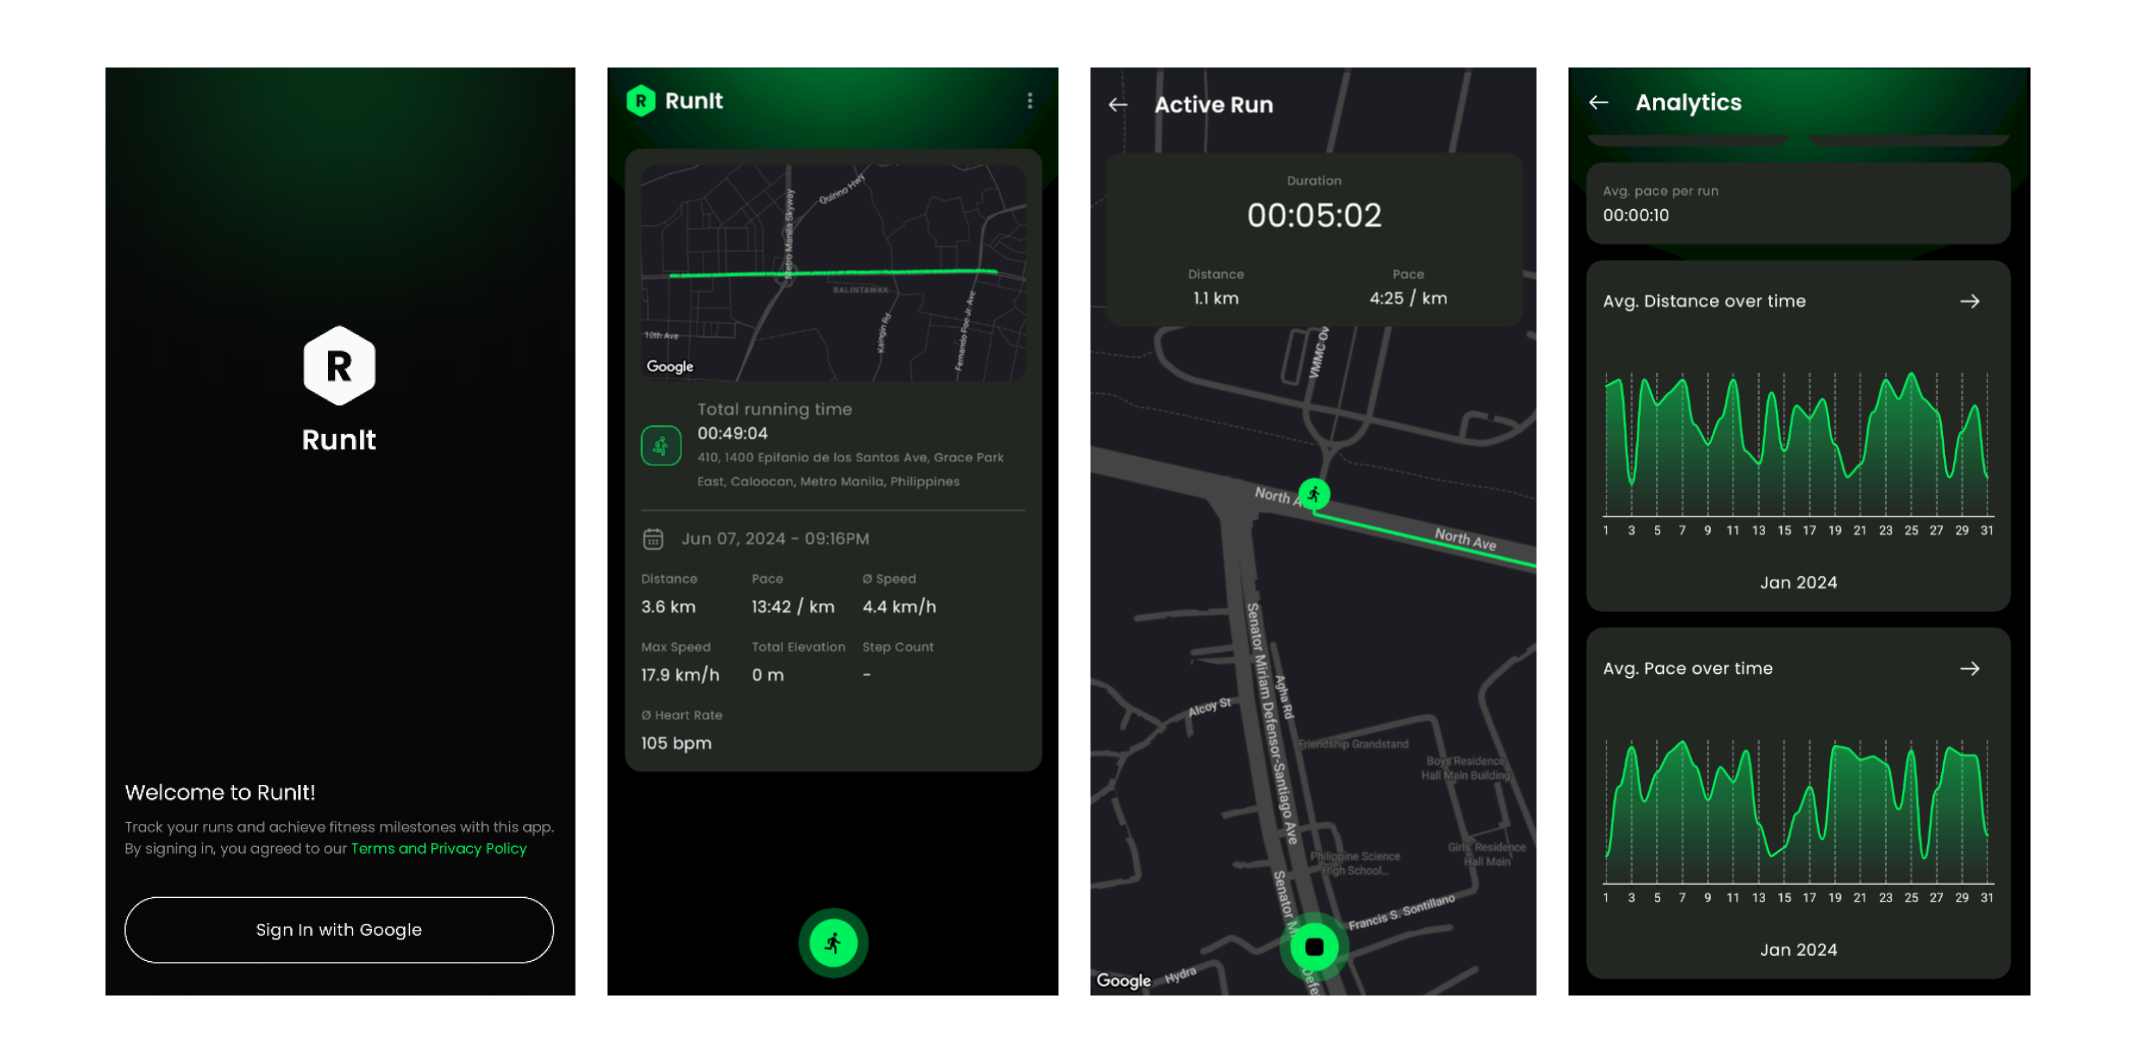 R
RunIt
Welcome to RunIt!
Track your runs and achieve fitness milestones with this app.
By signing in, you agreed to our Terms and Privacy Policy
Sign In with Google
R RunIt
Quirino Hwy
Metro Manila Skyway
BALINTAWAK
10th Ave
Kaingin Rd
Fernando Poe Jr. Ave
Google
Total running time
00:49:04
410, 1400 Epifanio de los Santos Ave, Grace Park
East, Caloocan, Metro Manila, Philippines
Jun 07, 2024 - 09:16PM
Distance Pace Ø Speed
3.6 km 13:42 / km 4.4 km/h
Max Speed Total Elevation Step Count
17.9 km/h 0 m -
Ø Heart Rate
105 bpm
Active Run
Duration
00:05:02
Distance Pace
1.1 km 4:25 / km
VMMC Ov
North A
North Ave
Senator Miriam Defensor-Santiago Ave
Agha Rd
Alcoy St
Friendship Grandstand
Boys' Residence
Hall Main Building
Girls' Residence
Hall Main
Philippine Science
High School...
Francis S. Sontillano
Senator Mi
Defe
Hydra
Google
Analytics
Avg. pace per run
00:00:10
Avg. Distance over time
1 3 5 7 9 11 13 15 17 19 21 23 25 27 29 31
Jan 2024
Avg. Pace over time
1 3 5 7 9 11 13 15 17 19 21 23 25 27 29 31
Jan 2024